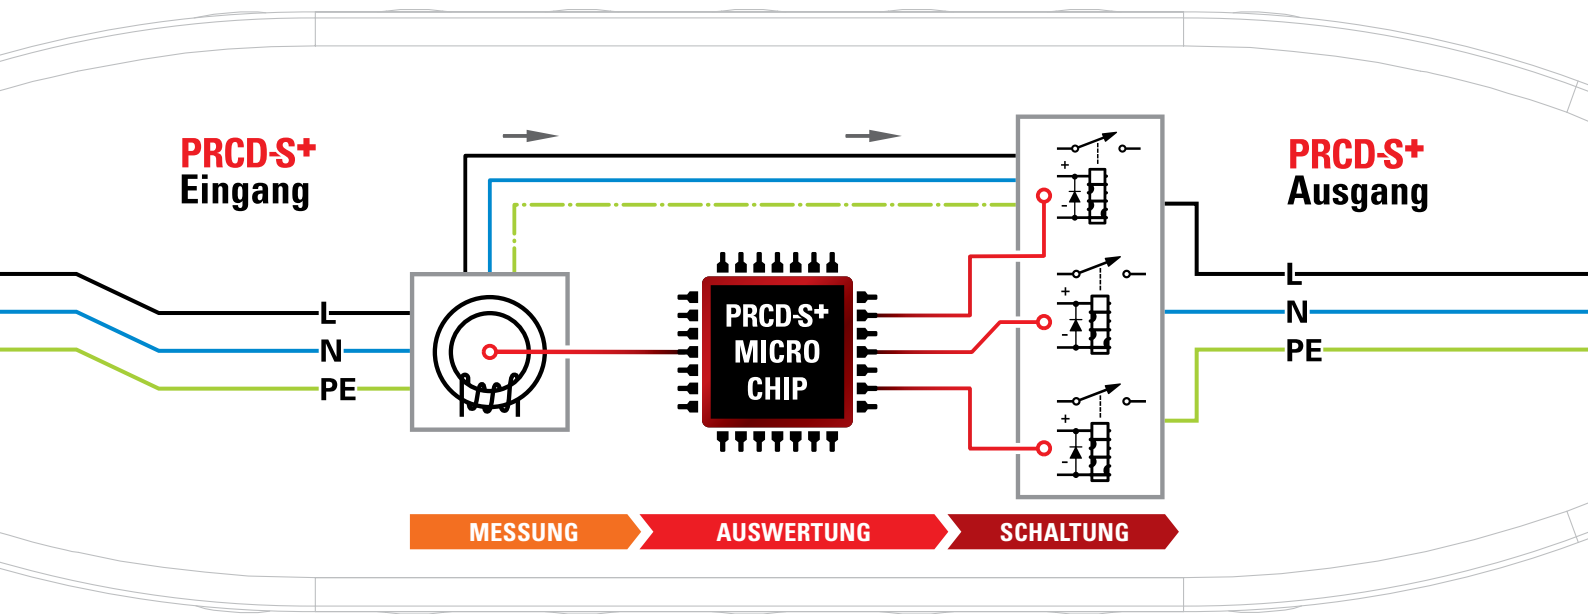 PRCD-S+
Eingang
PRCD-S+
Ausgang
L
N
PE
PRCD-S+
MICRO
CHIP
+
-
+
-
+
-
L
N
PE
MESSUNG
AUSWERTUNG
SCHALTUNG